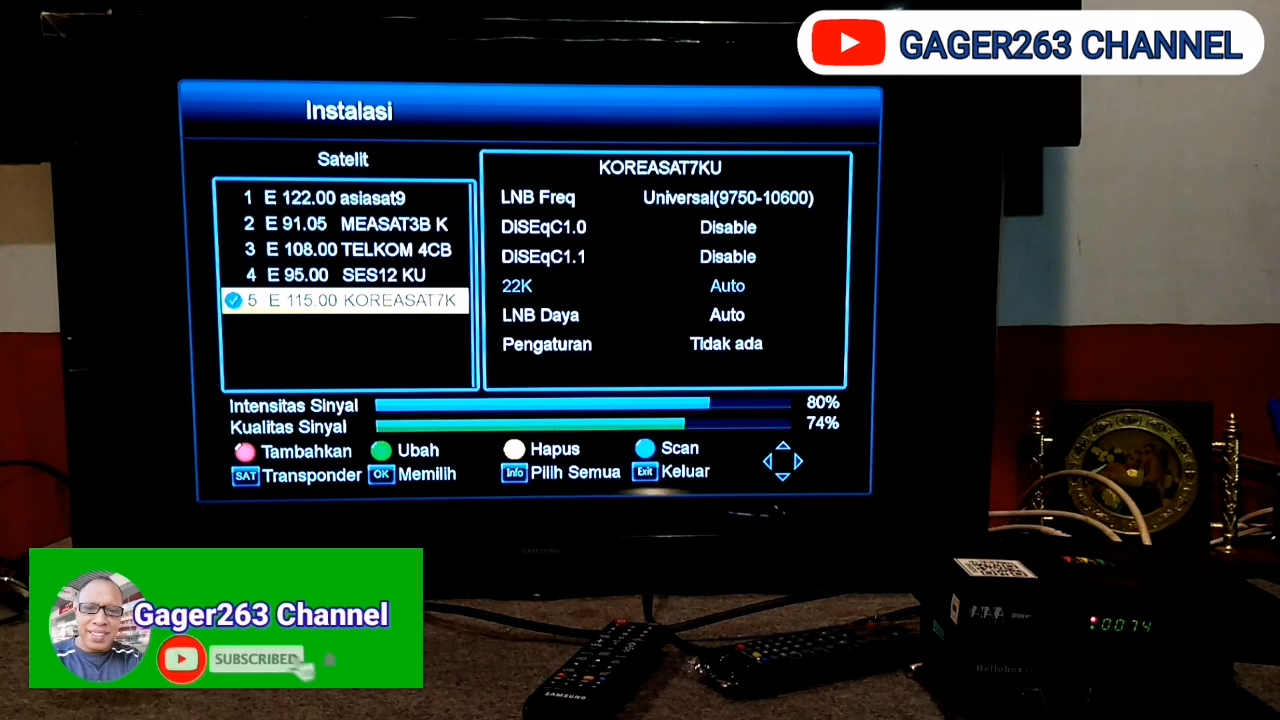 GAGER263 CHANNEL
Instalasi
Satelit
1 E 122.00 asiasat9
2 E 91.05 MEASAT3B K
3 E 108.00 TELKOM 4CB
4 E 95.00 SES12 KU
5 E 115.00 KOREASAT7K
KOREASAT7KU
LNB Freq Universal(9750-10600)
DISEqC1.0 Disable
DISEqC1.1 Disable
22K Auto
LNB Daya Auto
Pengaturan Tidak ada
Intensitas Sinyal 80%
Kualitas Sinyal 74%
Tambahkan Ubah Hapus Scan
SAT Transponder OK Memilih Info Pilih Semua Exit Keluar
SAMSUNG
Gager263 Channel
SUBSCRIBED
SAMSUNG
0074
Hellobox